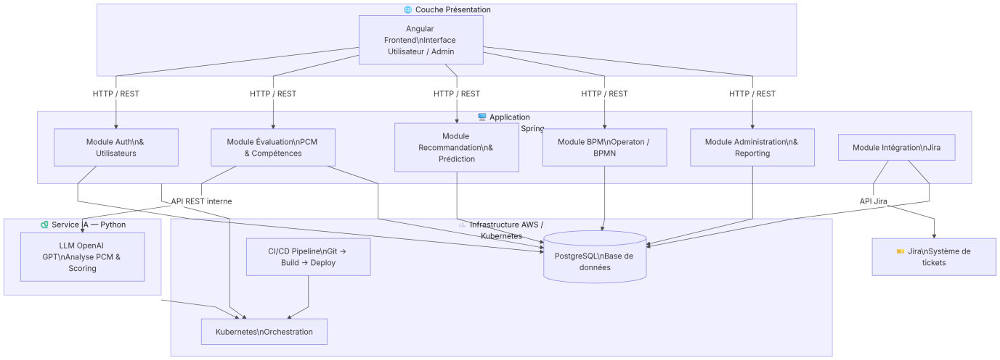 🌐 Couche Présentation
Angular
Frontend\nInterface
Utilisateur / Admin
HTTP / REST
HTTP / REST
HTTP / REST
HTTP / REST
HTTP / REST
🖥️ Application
Spring
Module Auth\n&
Utilisateurs
Module Évaluation\nPCM
& Compétences
Module
Recommandation\n&
Prédiction
Module BPM\nOperaton /
BPMN
Module Administration\n&
Reporting
Module Intégration\nJira
API REST interne
API Jira
Service IA — Python
LLM OpenAI
GPT\nAnalyse PCM &
Scoring
☁️ Infrastructure AWS /
Kubernetes
CI/CD Pipeline\nGit →
Build → Deploy
PostgreSQL\nBase de
données
🎫 Jira\nSystème de
tickets
Kubernetes\nOrchestration